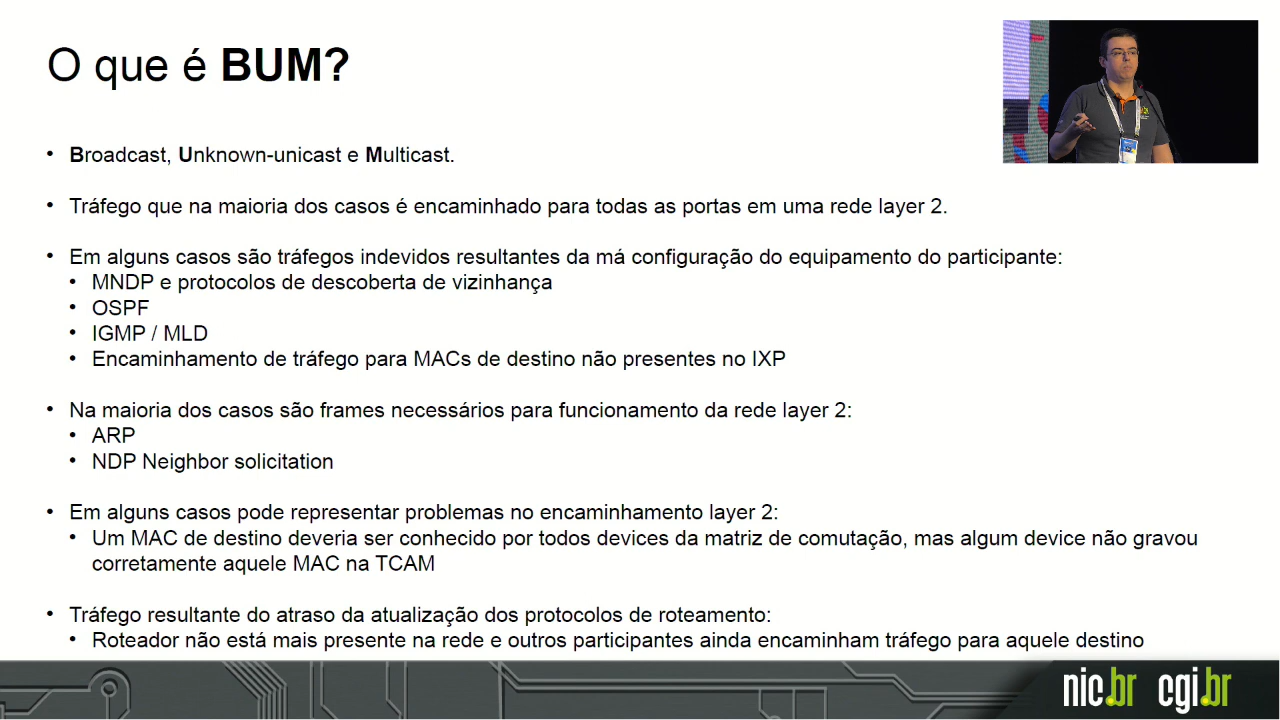 O que é BUM?
• Broadcast, Unknown-unicast e Multicast.
• Tráfego que na maioria dos casos é encaminhado para todas as portas em uma rede layer 2.
• Em alguns casos são tráfegos indevidos resultantes da má configuração do equipamento do participante:
• MNDP e protocolos de descoberta de vizinhança
• OSPF
• IGMP / MLD
• Encaminhamento de tráfego para MACs de destino não presentes no IXP
• Na maioria dos casos são frames necessários para funcionamento da rede layer 2:
• ARP
• NDP Neighbor solicitation
• Em alguns casos pode representar problemas no encaminhamento layer 2:
• Um MAC de destino deveria ser conhecido por todos devices da matriz de comutação, mas algum device não gravou
corretamente aquele MAC na TCAM
• Tráfego resultante do atraso da atualização dos protocolos de roteamento:
• Roteador não está mais presente na rede e outros participantes ainda encaminham tráfego para aquele destino
nic.br cgi.br